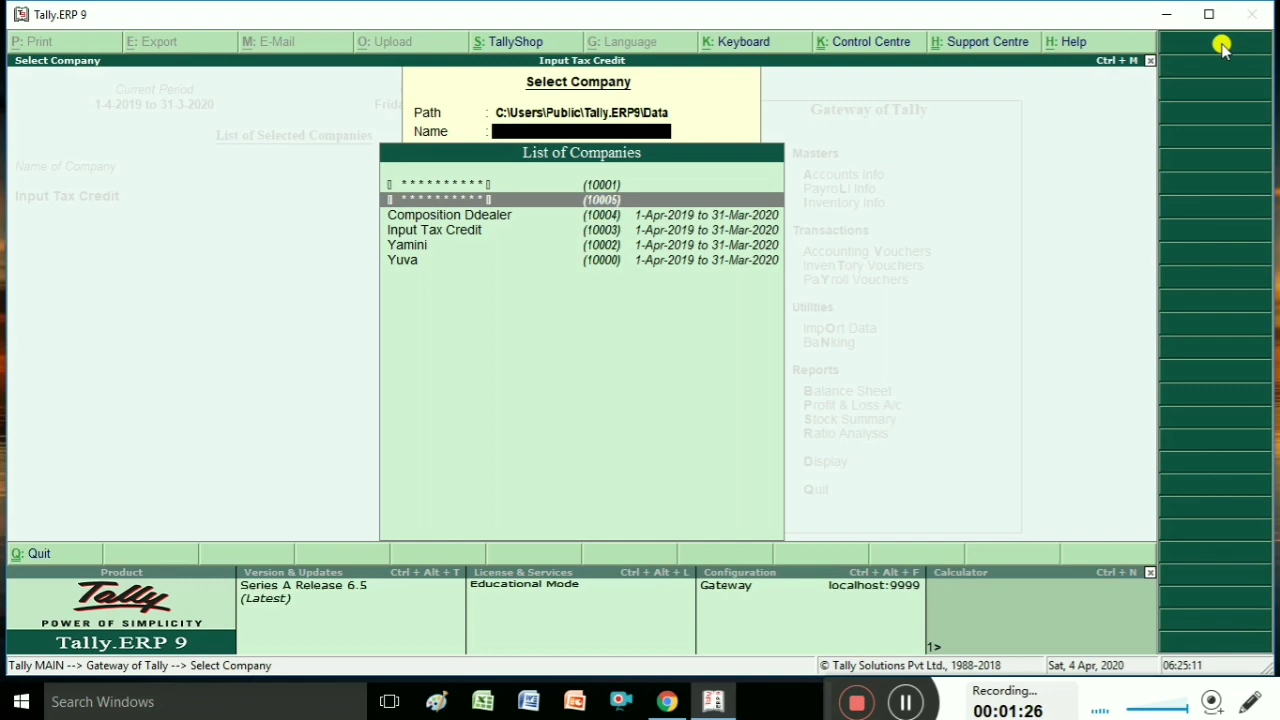 Tally.ERP 9
P: Print E: Export M: E-Mail O: Upload S: TallyShop G: Language K: Keyboard K: Control Centre H: Support Centre H: Help
Select Company Input Tax Credit Ctrl + M
Current Period
1-4-2019 to 31-3-2020 Frid
List of Selected Companies
Name of Company
Input Tax Credit
Select Company
Path : C:\Users\Public\Tally.ERP9\Data
Name :
List of Companies
********** (10001)
********** (10005)
Composition Ddealer (10004) 1-Apr-2019 to 31-Mar-2020
Input Tax Credit (10003) 1-Apr-2019 to 31-Mar-2020
Yamini (10002) 1-Apr-2019 to 31-Mar-2020
Yuva (10000) 1-Apr-2019 to 31-Mar-2020
Gateway of Tally
Masters
Accounts Info
PayroLl Info
Inventory Info
Transactions
Accounting Vouchers
InvenTory Vouchers
PaYroll Vouchers
Utilities
ImpOrt Data
BaNking
Reports
Balance Sheet
Profit & Loss A/c
Stock Summary
Ratio Analysis
Display
Quit
Q: Quit
Product
Tally
POWER OF SIMPLICITY
Tally.ERP 9
Version & Updates Ctrl + Alt + T
Series A Release 6.5
(Latest)
License & Services Ctrl + Alt + L
Educational Mode
Configuration Ctrl + Alt + F
Gateway localhost:9999
Calculator Ctrl + N
1>
Tally MAIN --> Gateway of Tally --> Select Company © Tally Solutions Pvt Ltd., 1988-2018 Sat, 4 Apr, 2020 06:25:11
Search Windows
Recording...
00:01:26